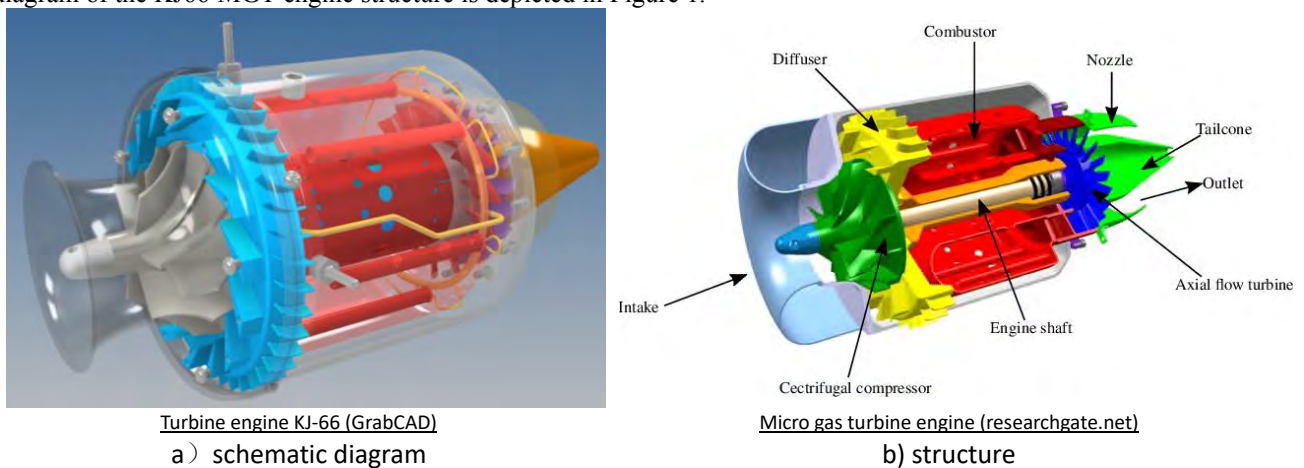 diagram of the KJ66 MGT engine structure is depicted in Figure 1.
Combustor
Diffuser
Nozzle
Tailcone
Outlet
Axial flow turbine
Intake
Engine shaft
Cectrifugal compressor
Turbine engine KJ-66 (GrabCAD)
Micro gas turbine engine (researchgate.net)
a）schematic diagram
b) structure